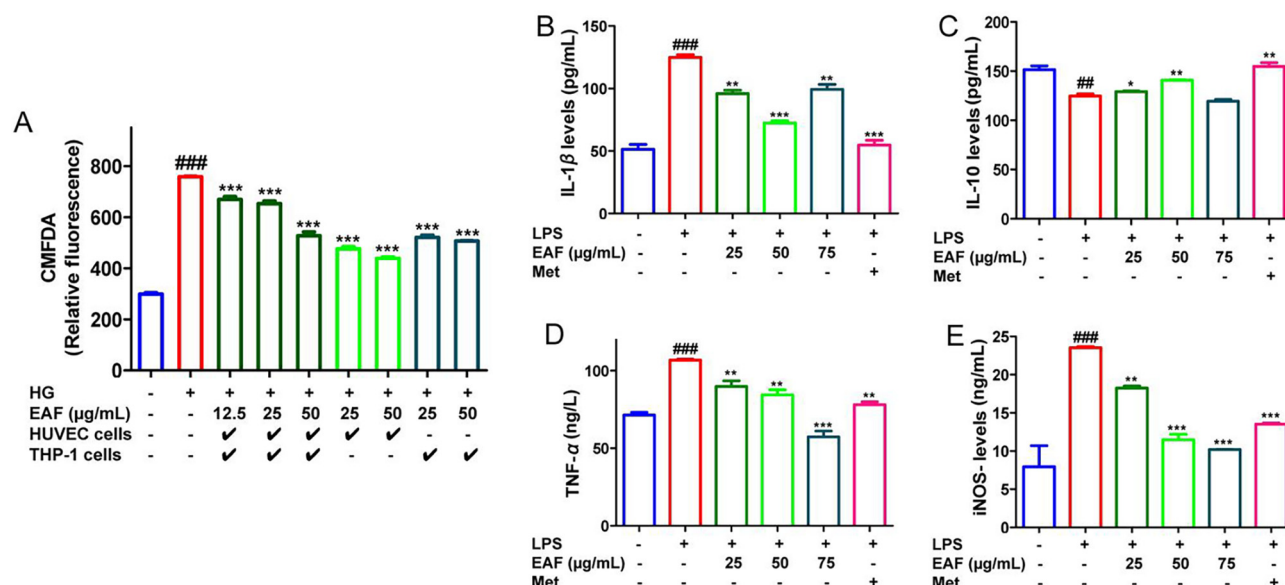 A
CMFDA
(Relative fluorescence)
800
600
400
200
0
###
*** *** *** *** *** *** ***
HG - + + + + + + + +
EAF (µg/mL) - - 12.5 25 50 25 50 25 50
HUVEC cells - - ✓ ✓ ✓ ✓ ✓ - -
THP-1 cells - - ✓ ✓ ✓ - - ✓ ✓
B
IL-1β levels (pg/mL)
150
100
50
0
###
** *** ** ***
LPS - + + + + +
EAF (µg/mL) - - 25 50 75 -
Met - - - - - +
C
IL-10 levels (pg/mL)
200
150
100
50
0
##
* ** **
LPS - + + + + +
EAF (µg/mL) - - 25 50 75 -
Met - - - - - +
D
TNF-α (ng/L)
100
50
0
###
** ** *** **
LPS - + + + + +
EAF (µg/mL) - - 25 50 75 -
Met - - - - - +
E
iNOS- levels (ng/mL)
25
20
15
10
5
0
###
** *** *** ***
LPS - + + + + +
EAF (µg/mL) - - 25 50 75 -
Met - - - - - +